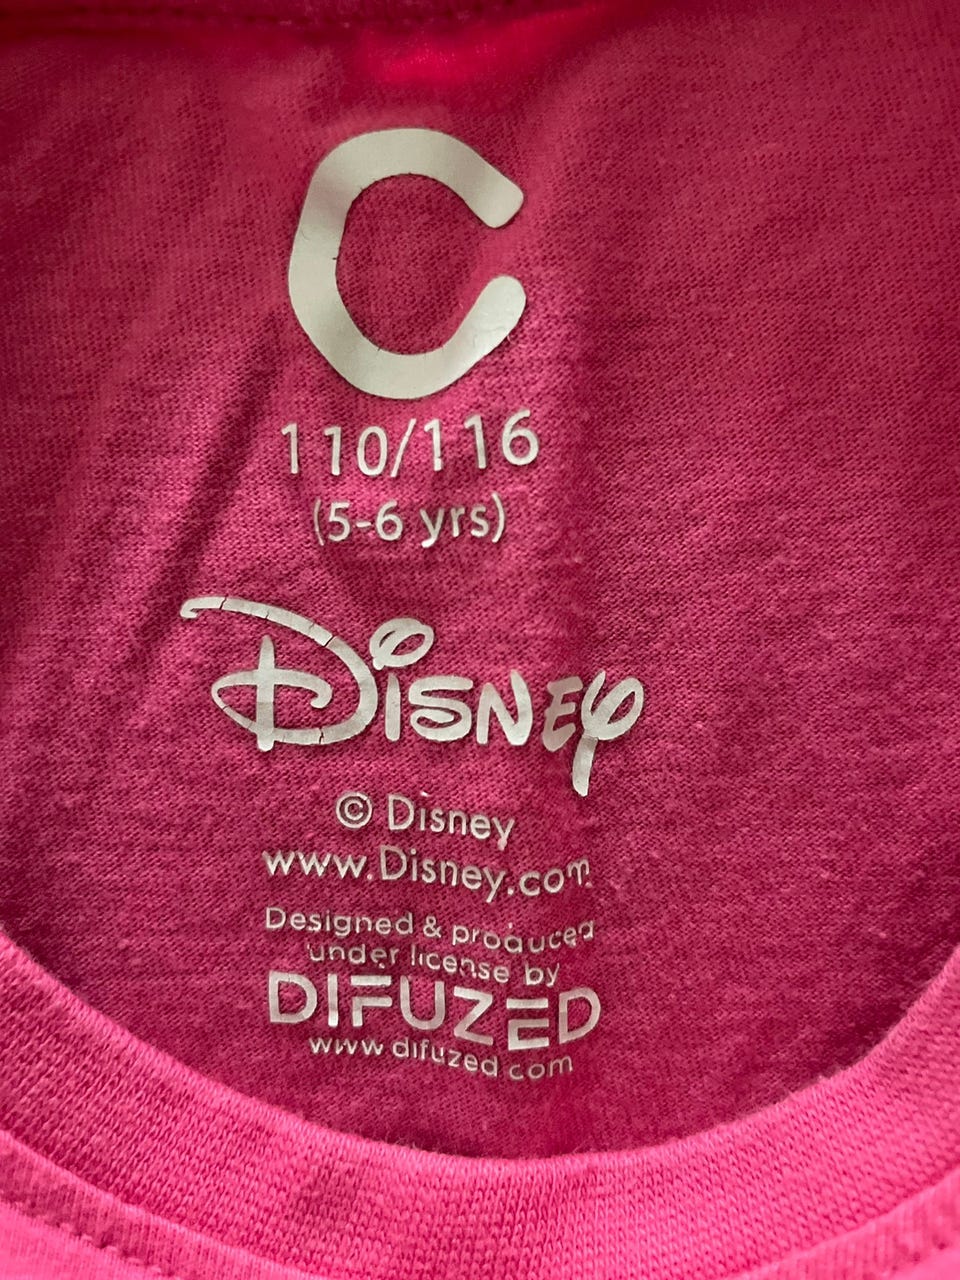 C
110/116
(5-6 yrs)
Disney
© Disney
www.Disney.com
Designed & produced
under license by
DIFUZED
www.difuzed.com